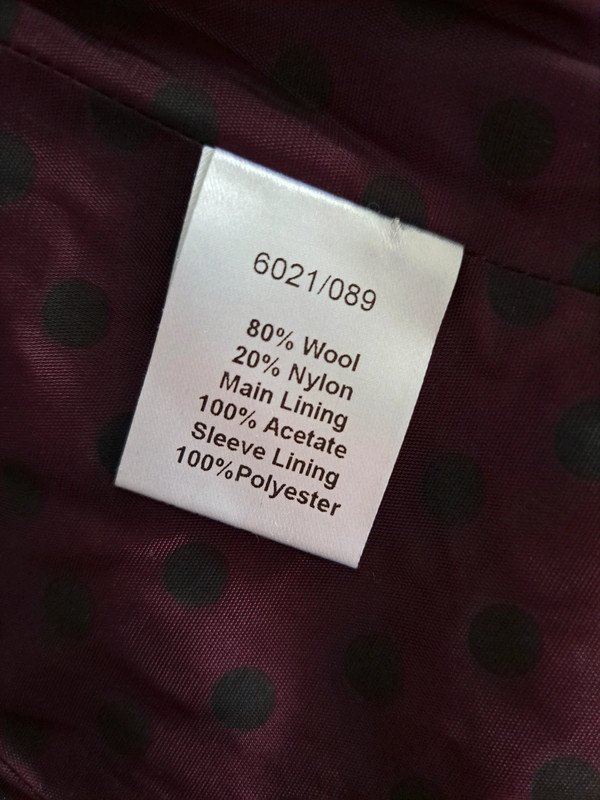 6021/089
80% Wool
20% Nylon
Main Lining
100% Acetate
Sleeve Lining
100%Polyester